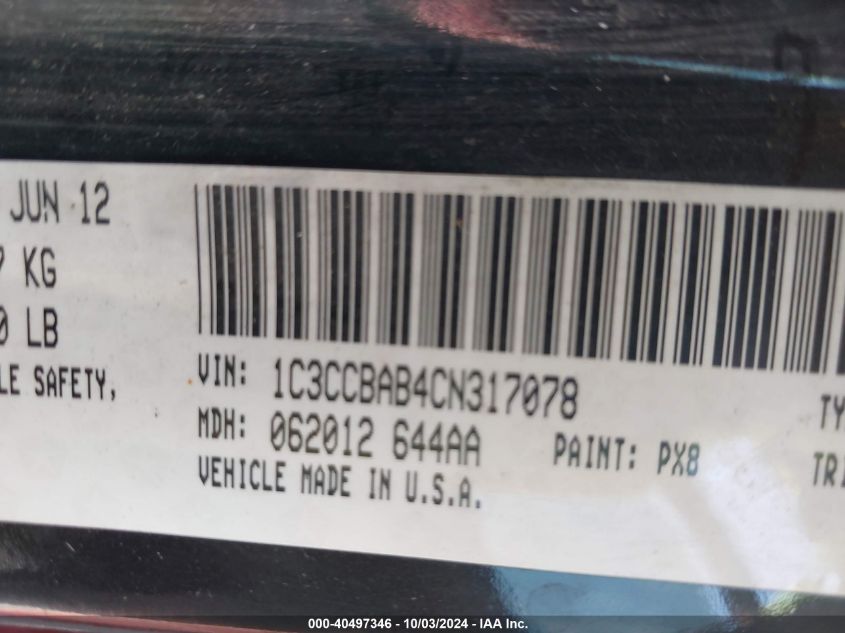 JUN 12
KG
LB
SAFETY,
VIN: 1C3CCBAB4CN317078
MDH: 062012 644AA
PAINT: PX8
VEHICLE MADE IN U.S.A.
000-40497346 - 10/03/2024 - IAA Inc.